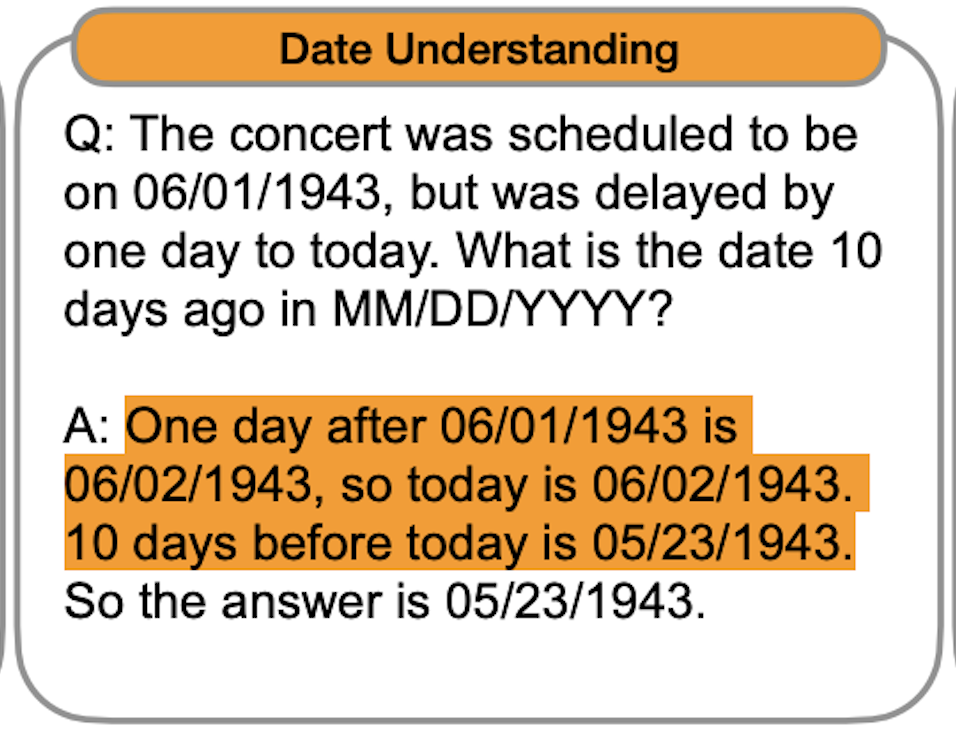 Date Understanding
Q: The concert was scheduled to be
on 06/01/1943, but was delayed by
one day to today. What is the date 10
days ago in MM/DD/YYYY?
A: One day after 06/01/1943 is
06/02/1943, so today is 06/02/1943.
10 days before today is 05/23/1943.
So the answer is 05/23/1943.